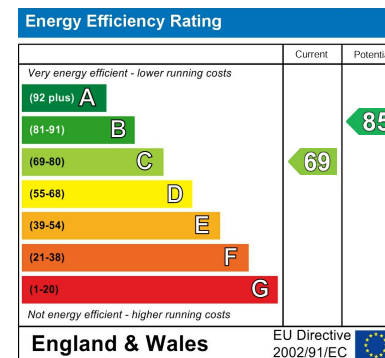 Energy Efficiency Rating
Current Potenti
Very energy efficient - lower running costs
(92 plus) A
(81-91) B
85
(69-80) C
69
(55-68) D
(39-54) E
(21-38) F
(1-20) G
Not energy efficient - higher running costs
England & Wales
EU Directive
2002/91/EC